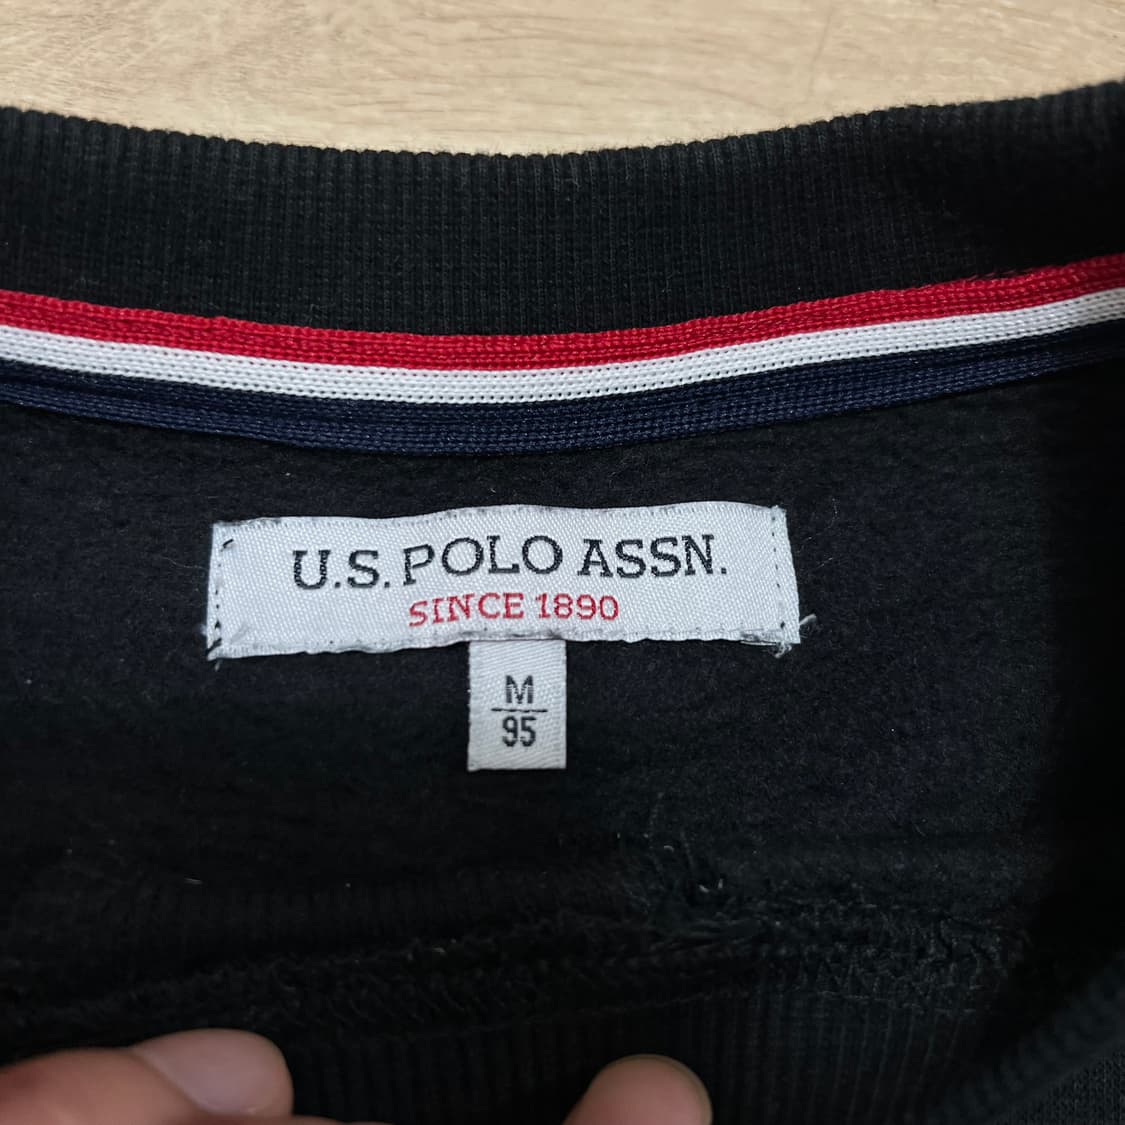 U.S. POLO ASSN.
SINCE 1890
M
95